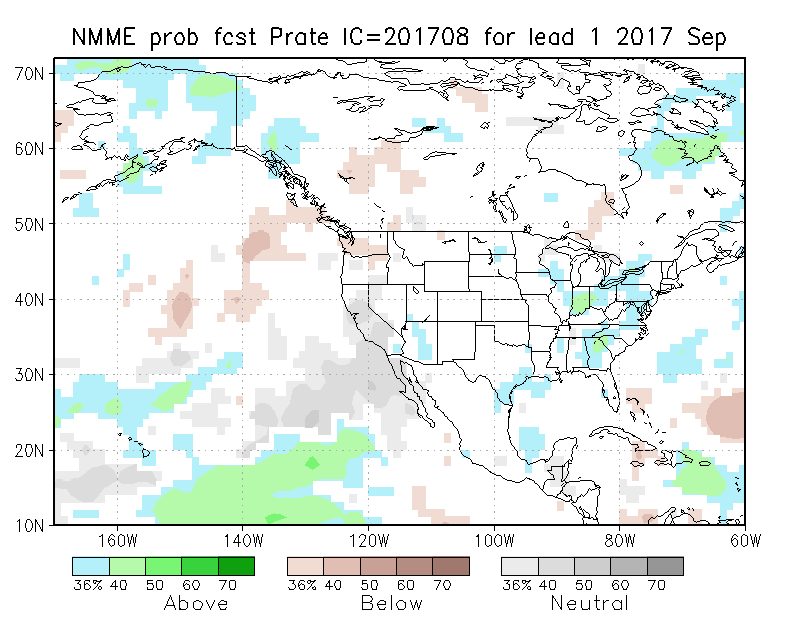 NMME prob fcst Prate IC=201708 for lead 1 2017 Sep
70N
60N
50N
40N
30N
20N
10N
160W 140W 120W 100W 80W 60W
36% 40 50 60 70 36% 40 50 60 70 36% 40 50 60 70
Above Below Neutral